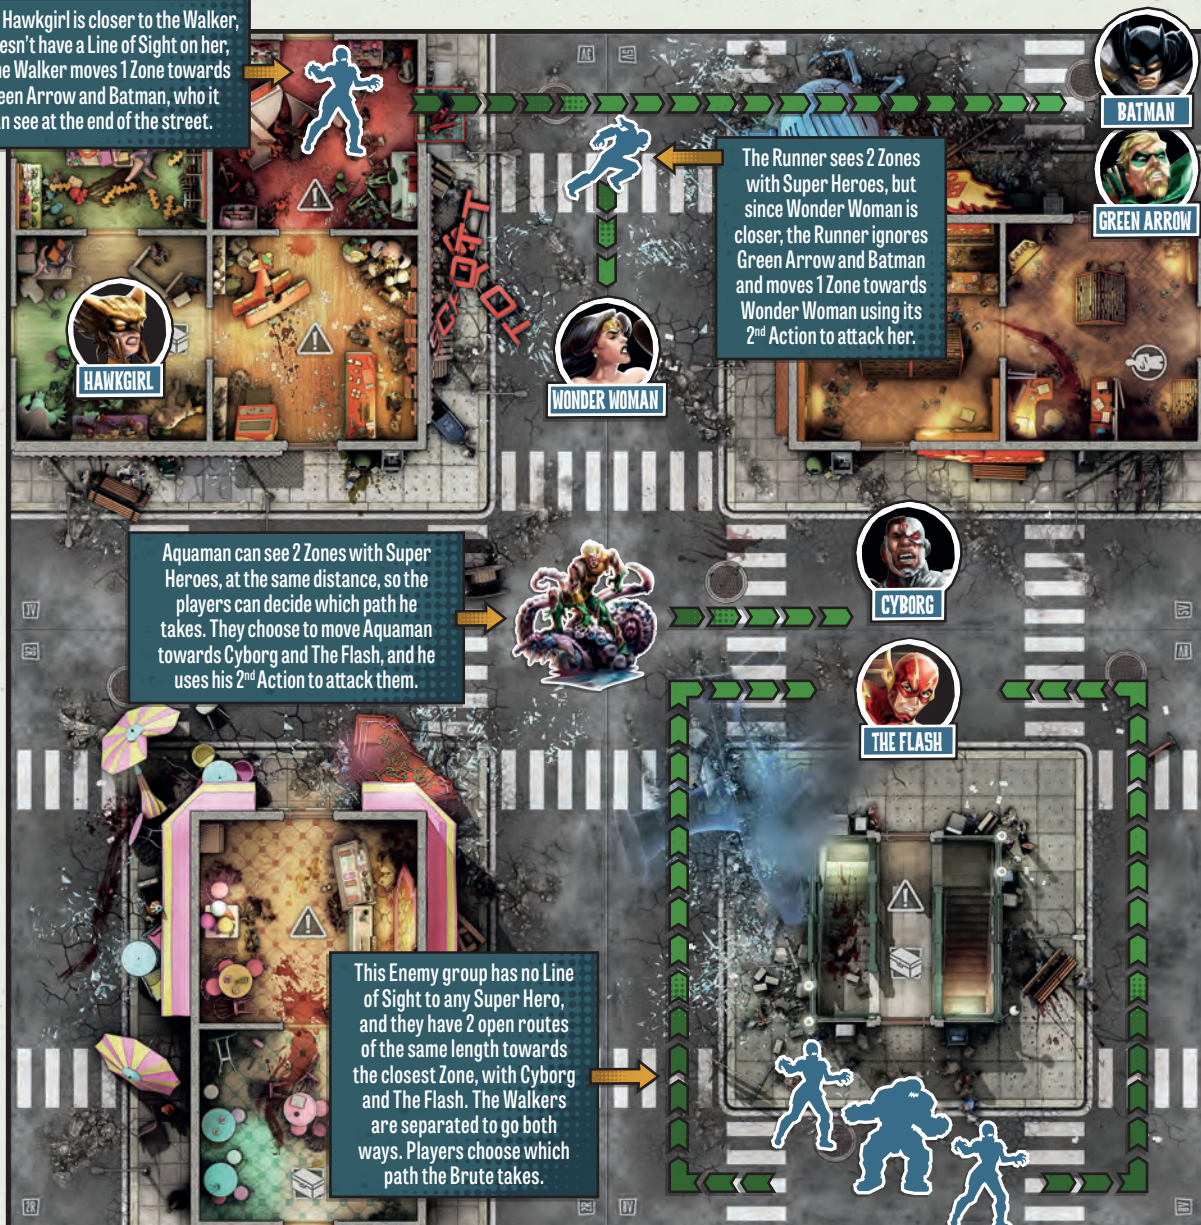 Hawkgirl is closer to the Walker,
have a Line of Sight on her,
Walker moves 1 Zone towards
Arrow and Batman, who it
see at the end of the street.
BATMAN
GREEN ARROW
The Runner sees 2 Zones
with Super Heroes, but
since Wonder Woman is
closer, the Runner ignores
Green Arrow and Batman
and moves 1 Zone towards
Wonder Woman using its
2nd Action to attack her.
HAWKGIRL
WONDER WOMAN
Aquaman can see 2 Zones with Super
Heroes, at the same distance, so the
players can decide which path he
takes. They choose to move Aquaman
towards Cyborg and The Flash, and he
uses his 2nd Action to attack them.
CYBORG
THE FLASH
This Enemy group has no Line
of Sight to any Super Hero,
and they have 2 open routes
of the same length towards
the closest Zone, with Cyborg
and The Flash. The Walkers
are separated to go both
ways. Players choose which
path the Brute takes.